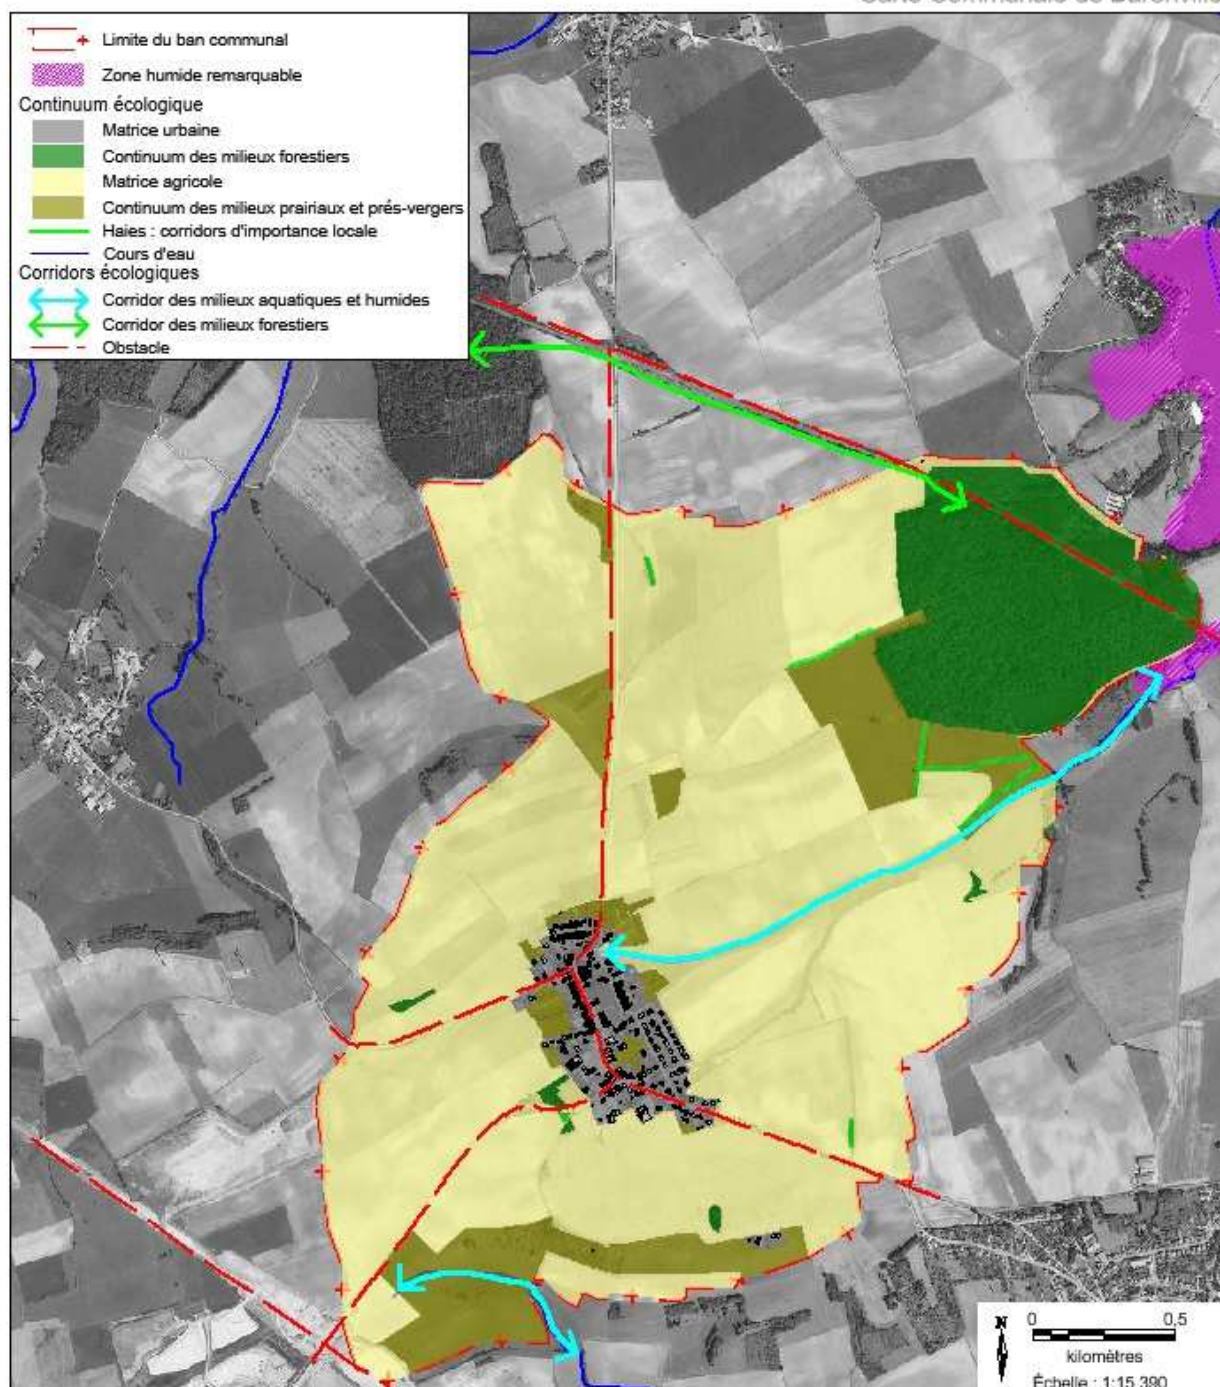 Limite du ban communal
Zone humide remarquable
Continuum écologique
Matrice urbaine
Continuum des milieux forestiers
Matrice agricole
Continuum des milieux prairiaux et prés-vergers
Haies : corridors d'importance locale
Cours d'eau
Corridors écologiques
Corridor des milieux aquatiques et humides
Corridor des milieux forestiers
Obstacle
N
0 0,5
kilomètres
Échelle : 1:15 390